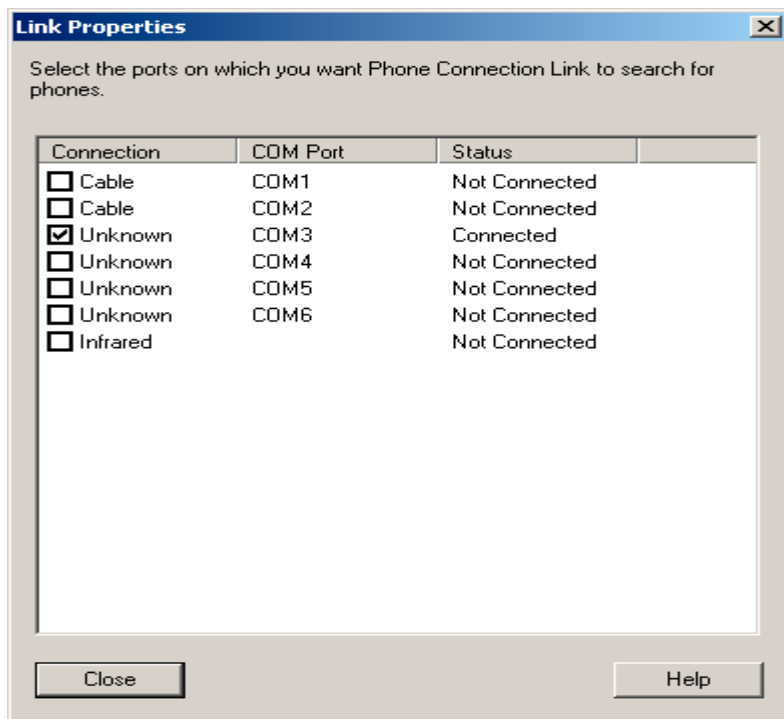 Link Properties
Select the ports on which you want Phone Connection Link to search for
phones.
Connection COM Port Status
Cable COM1 Not Connected
Cable COM2 Not Connected
Unknown COM3 Connected
Unknown COM4 Not Connected
Unknown COM5 Not Connected
Unknown COM6 Not Connected
Infrared Not Connected
Close Help